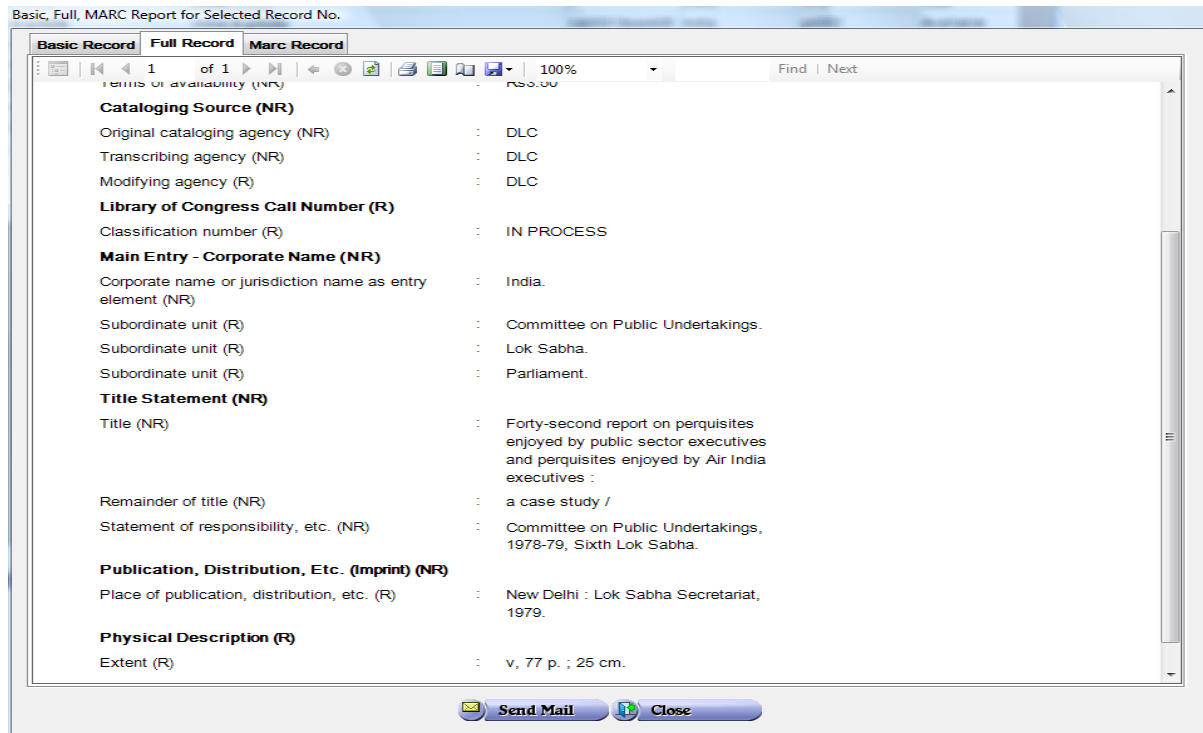 Basic, Full, MARC Report for Selected Record No.
Basic Record Full Record Marc Record
1 of 1 100% Find | Next
Terms of availability (NR) : Rs3.50
Cataloging Source (NR)
Original cataloging agency (NR) : DLC
Transcribing agency (NR) : DLC
Modifying agency (R) : DLC
Library of Congress Call Number (R)
Classification number (R) : IN PROCESS
Main Entry - Corporate Name (NR)
Corporate name or jurisdiction name as entry : India.
element (NR)
Subordinate unit (R) : Committee on Public Undertakings.
Subordinate unit (R) : Lok Sabha.
Subordinate unit (R) : Parliament.
Title Statement (NR)
Title (NR) : Forty-second report on perquisites
enjoyed by public sector executives
and perquisites enjoyed by Air India
executives :
Remainder of title (NR) : a case study /
Statement of responsibility, etc. (NR) : Committee on Public Undertakings,
1978-79, Sixth Lok Sabha.
Publication, Distribution, Etc. (Imprint) (NR)
Place of publication, distribution, etc. (R) : New Delhi : Lok Sabha Secretariat,
1979.
Physical Description (R)
Extent (R) : v, 77 p. ; 25 cm.
Send Mail Close